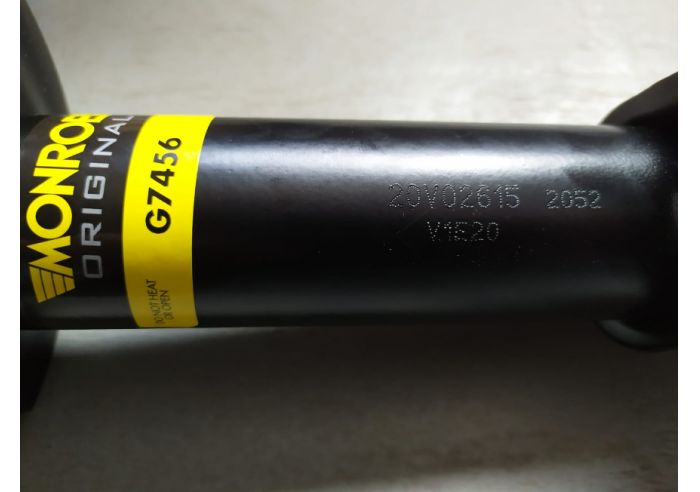 MONROE
ORIGINAL
G7456
DO NOT HEAT
OR OPEN
20V02615 2052
V1520